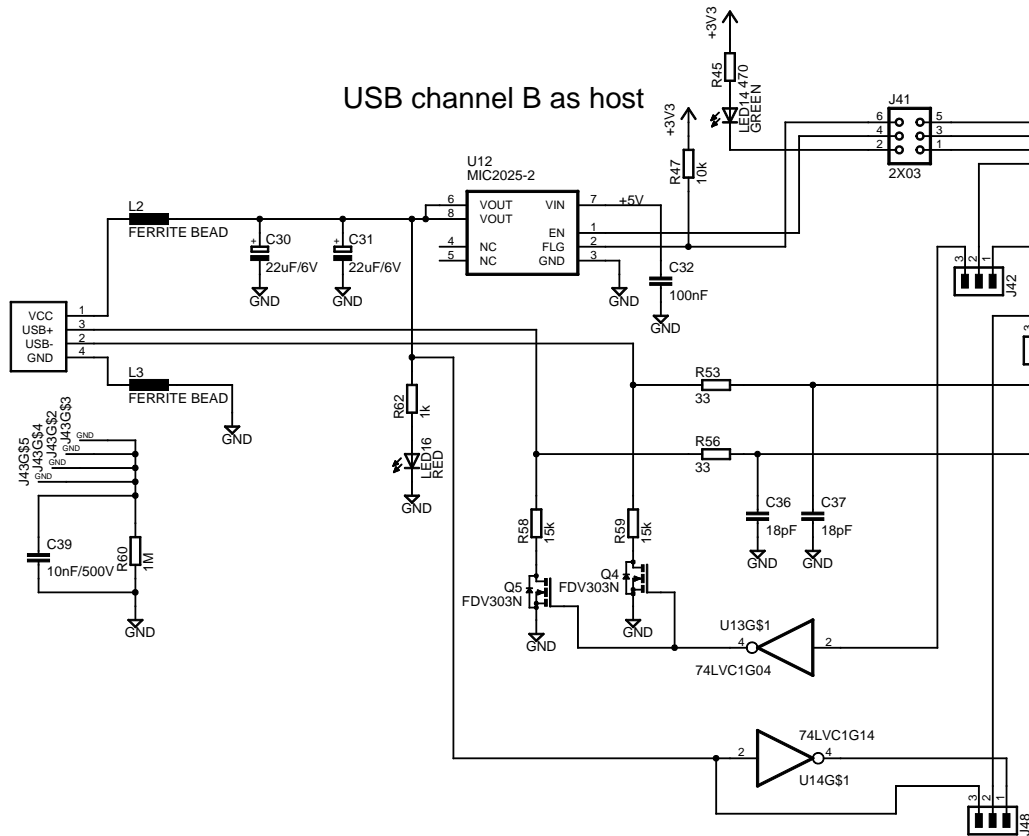 USB channel B as host
+3V3
R45
470
LED14
GREEN
+3V3
R47
10k
J41
6 5
4 3
2 1
2X03
U12
MIC2025-2
6 VOUT VIN 7 +5V
8 VOUT
EN 1
4 NC FLG 2
5 NC GND 3
L2
FERRITE BEAD
+ C30
22uF/6V
GND
+ C31
22uF/6V
GND
GND
C32
100nF
GND
3 2 1
J42
3
VCC 1
USB+ 3
USB- 2
GND 4
L3
FERRITE BEAD
GND
R62
1k
LED16
RED
GND
R53
33
R56
33
J43G$5
J43G$4
J43G$2
J43G$3
GND
GND
GND
GND
C39
10nF/500V
R60
1M
GND
R58
15k
R59
15k
C36
18pF
GND
C37
18pF
GND
Q5
FDV303N
GND
Q4
FDV303N
GND
U13G$1
4 2
74LVC1G04
74LVC1G14
2 4
U14G$1
3 2 1
J48